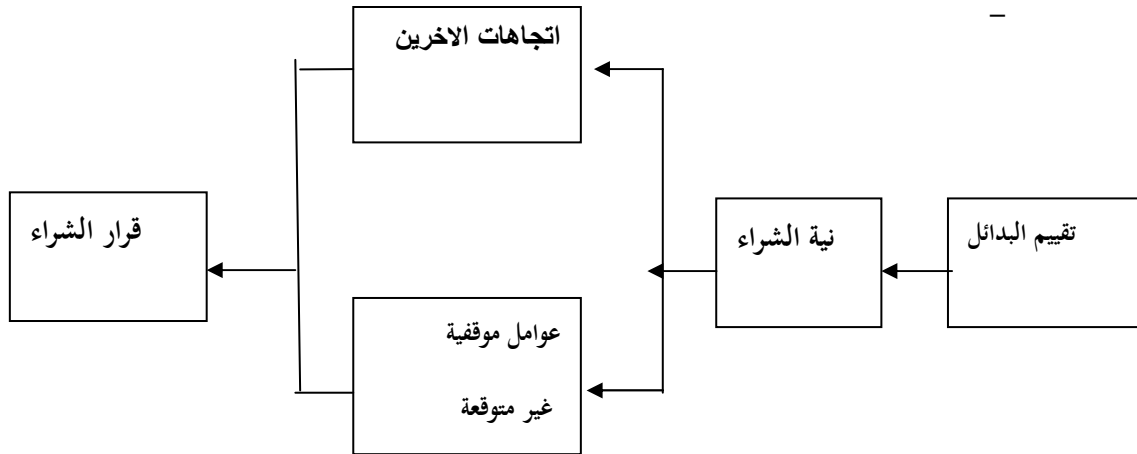 اتجاهات الاخرين
تقييم البدائل
نية الشراء
قرار الشراء
عوامل موقفية
غير متوقعة